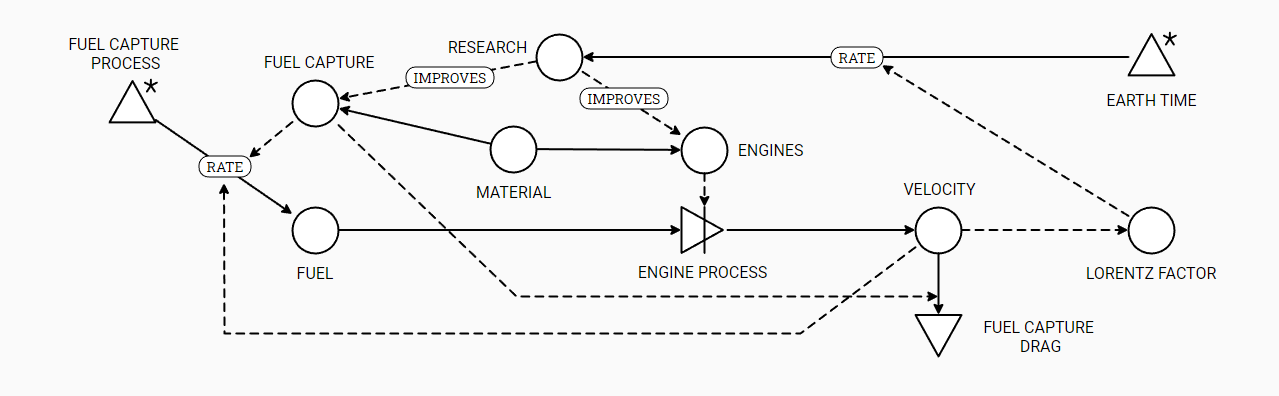 FUEL CAPTURE
PROCESS
FUEL CAPTURE
RESEARCH
IMPROVES
IMPROVES
RATE
EARTH TIME
RATE
MATERIAL
ENGINES
VELOCITY
FUEL
ENGINE PROCESS
LORENTZ FACTOR
FUEL CAPTURE
DRAG